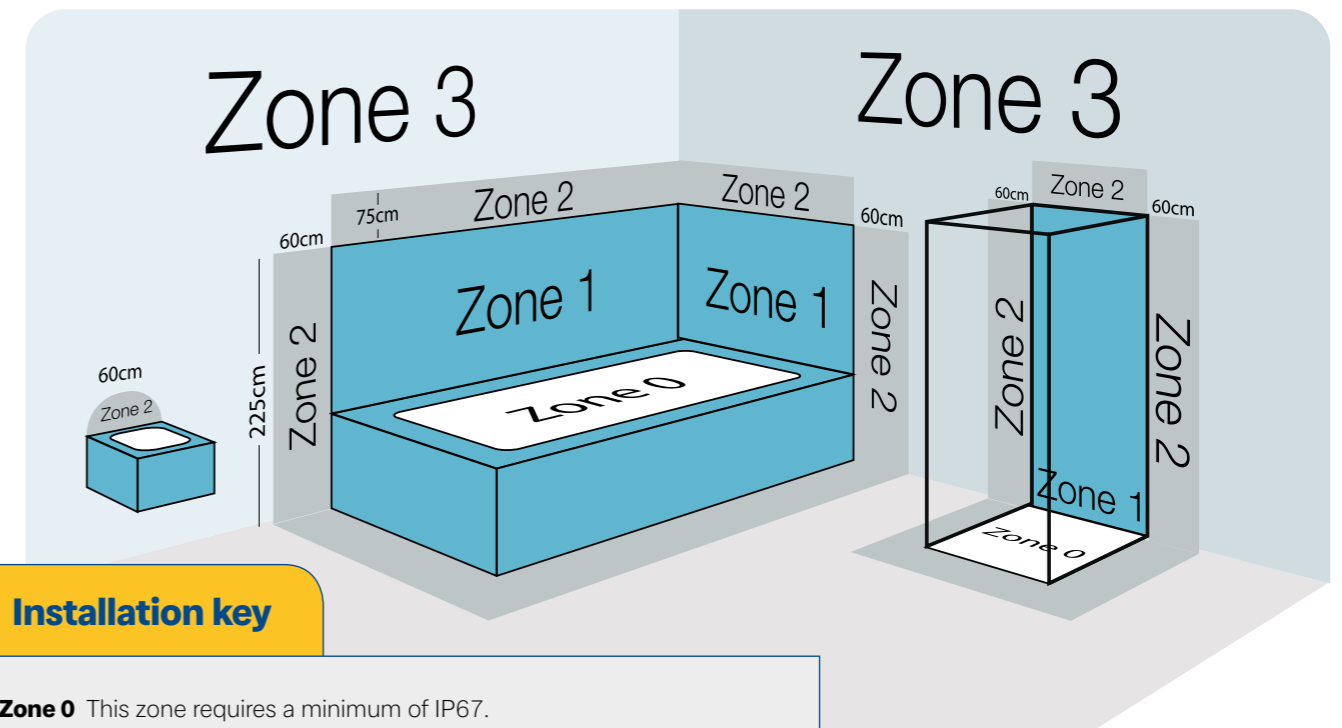 Zone 3
Zone 3
Zone 2
75cm
60cm
Zone 2
60cm
60cm
Zone 2
60cm
Zone 1
Zone 1
Zone 2
225cm
Zone 2
Zone 0
60cm
Zone 2
Zone 2
Zone 2
Zone 1
Zone 0
Installation key
Zone 0 This zone requires a minimum of IP67.